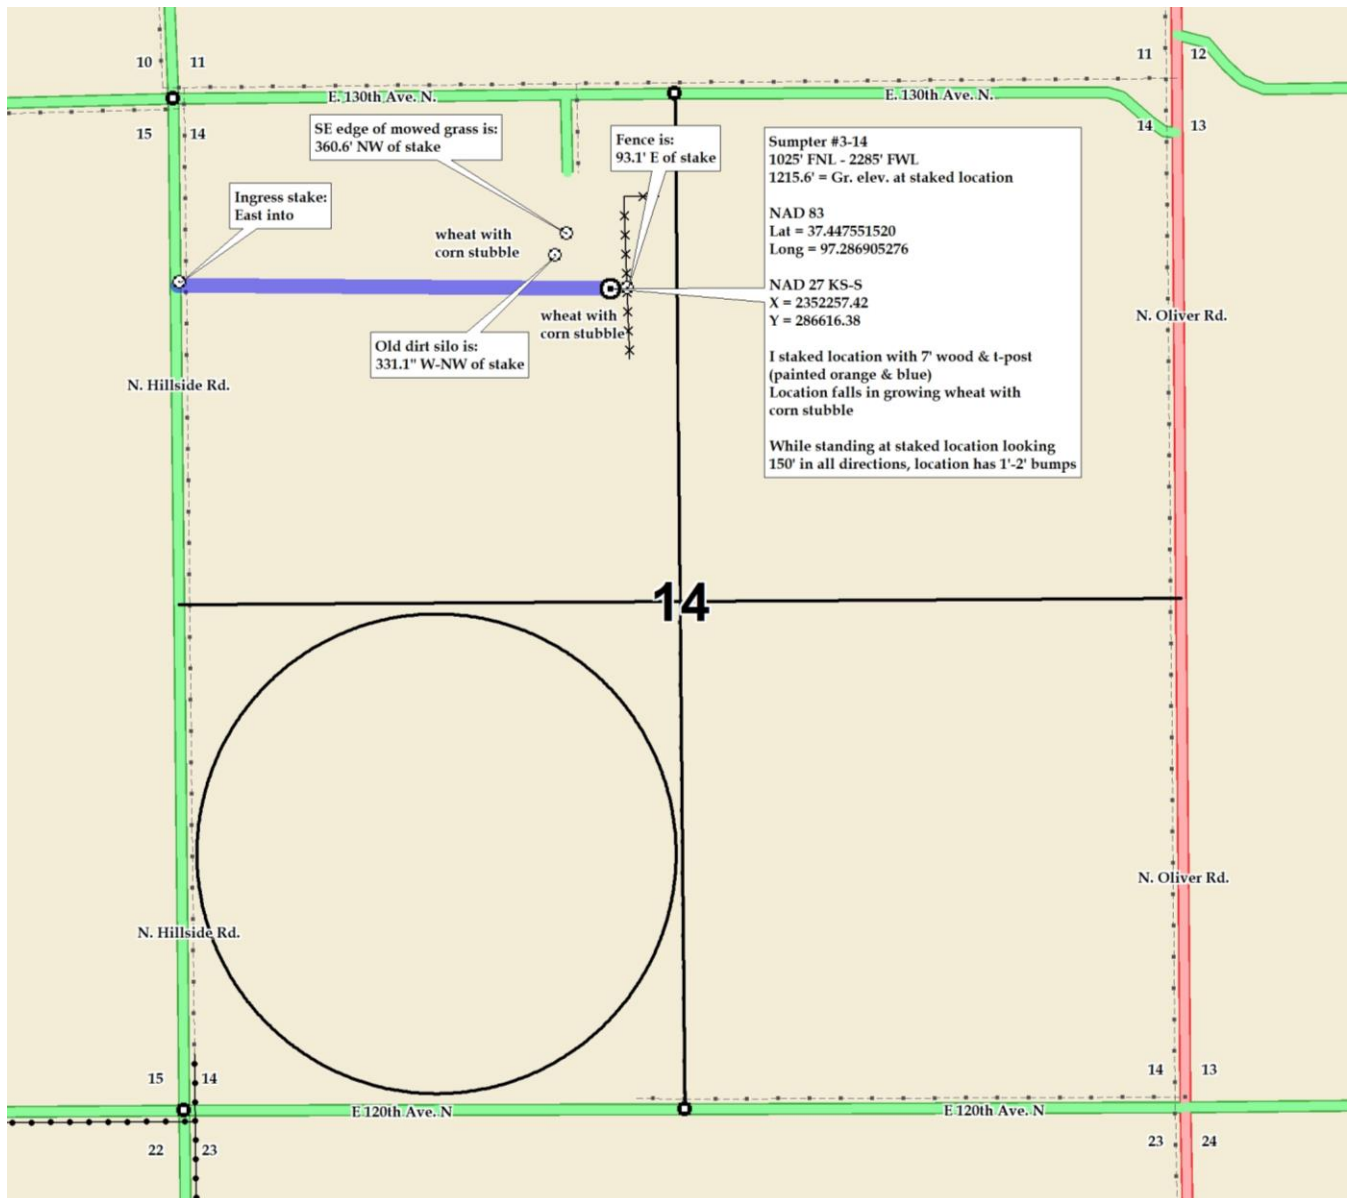 10 11
11 12
E. 130th Ave. N.
E. 130th Ave. N.
15 14
14 13
SE edge of mowed grass is:
360.6' NW of stake
Fence is:
93.1' E of stake
Sumpter #3-14
1025' FNL - 2285' FWL
1215.6' = Gr. elev. at staked location
NAD 83
Lat = 37.447551520
Long = 97.286905276
NAD 27 KS-S
X = 2352257.42
Y = 286616.38
I staked location with 7' wood & t-post
(painted orange & blue)
Location falls in growing wheat with
corn stubble
While standing at staked location looking
150' in all directions, location has 1'-2' bumps
Ingress stake:
East into
wheat with
corn stubble
wheat with
corn stubble
Old dirt silo is:
331.1" W-NW of stake
N. Oliver Rd.
N. Hillside Rd.
14
N. Oliver Rd.
N. Hillside Rd.
15 14
14 13
E 120th Ave. N
E 120th Ave. N
22 23
23 24